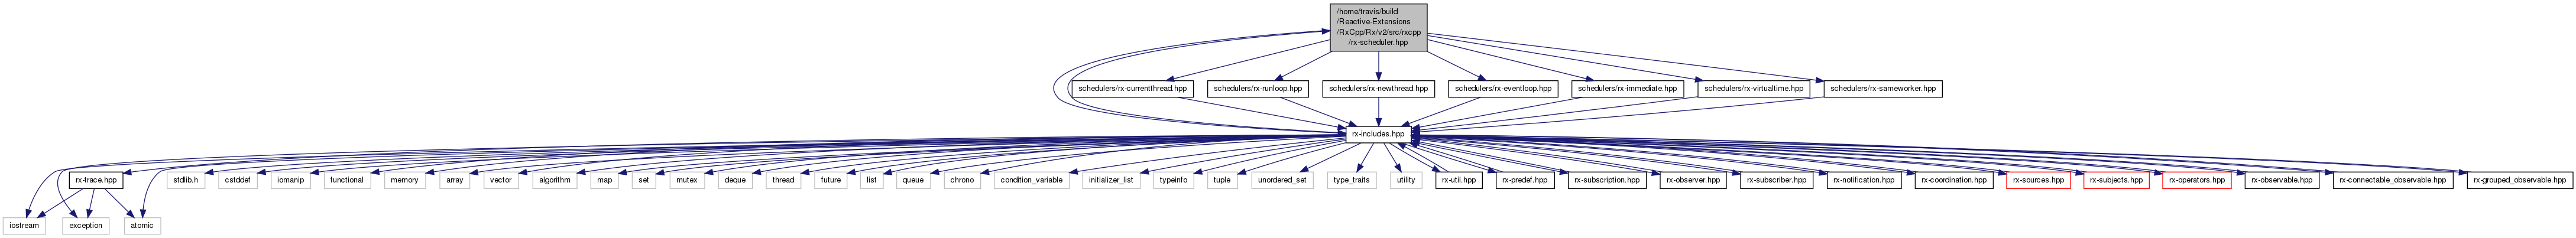 /home/travis/build
/Reactive-Extensions
/RxCpp/Rx/v2/src/rxcpp
/rx-scheduler.hpp
schedulers/rx-currentthread.hpp
schedulers/rx-runloop.hpp
schedulers/rx-newthread.hpp
schedulers/rx-eventloop.hpp
schedulers/rx-immediate.hpp
schedulers/rx-virtualtime.hpp
schedulers/rx-sameworker.hpp
rx-includes.hpp
rx-trace.hpp
stdlib.h
cstddef
iomanip
functional
memory
array
vector
algorithm
map
set
mutex
deque
thread
future
list
queue
chrono
condition_variable
initializer_list
typeinfo
tuple
unordered_set
type_traits
utility
rx-util.hpp
rx-predef.hpp
rx-subscription.hpp
rx-observer.hpp
rx-subscriber.hpp
rx-notification.hpp
rx-coordination.hpp
rx-sources.hpp
rx-subjects.hpp
rx-operators.hpp
rx-observable.hpp
rx-connectable_observable.hpp
rx-grouped_observable.hpp
iostream
exception
atomic